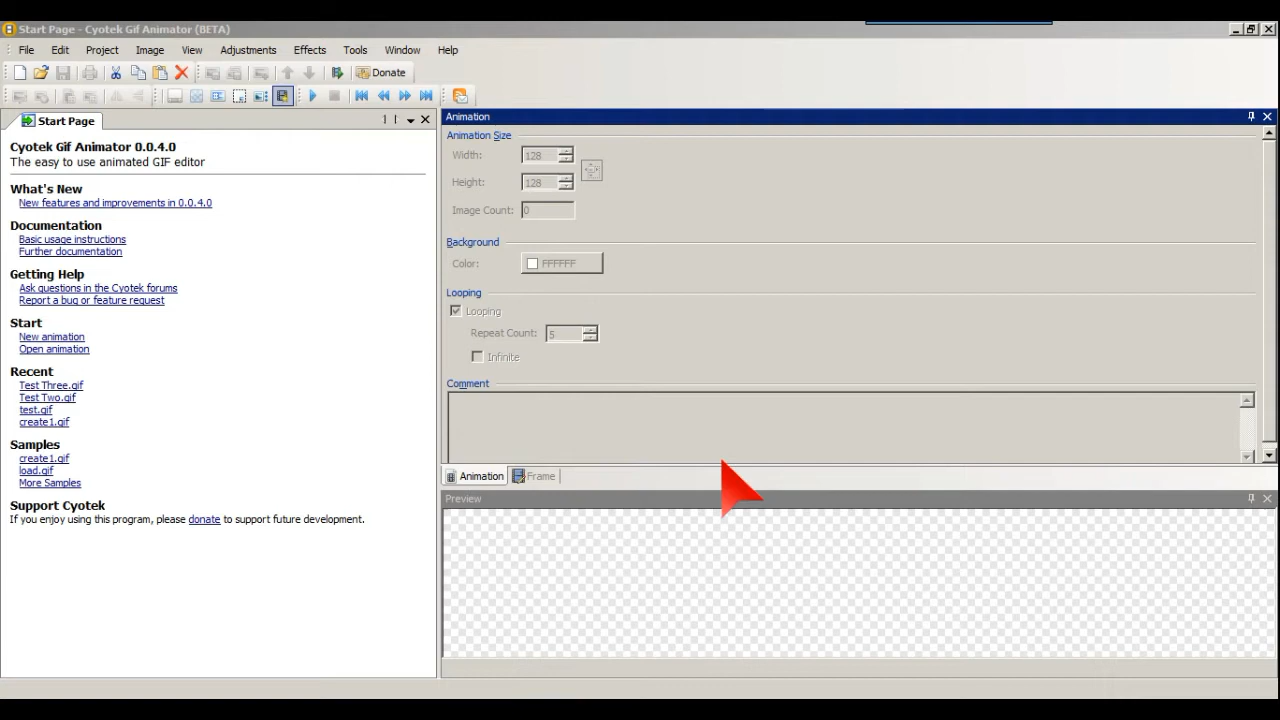 Start Page - Cyotek Gif Animator (BETA)
File Edit Project Image View Adjustments Effects Tools Window Help
Donate
Start Page
Cyotek Gif Animator 0.0.4.0
The easy to use animated GIF editor
What's New
New features and improvements in 0.0.4.0
Documentation
Basic usage instructions
Further documentation
Getting Help
Ask questions in the Cyotek forums
Report a bug or feature request
Start
New animation
Open animation
Recent
Test Three.gif
Test Two.gif
test.gif
create1.gif
Samples
create1.gif
load.gif
More Samples
Support Cyotek
If you enjoy using this program, please donate to support future development.
Animation
Animation Size
Width: 128
Height: 128
Image Count: 0
Background
Color: FFFFFF
Looping
Looping
Repeat Count: 5
Infinite
Comment
Animation Frame
Preview